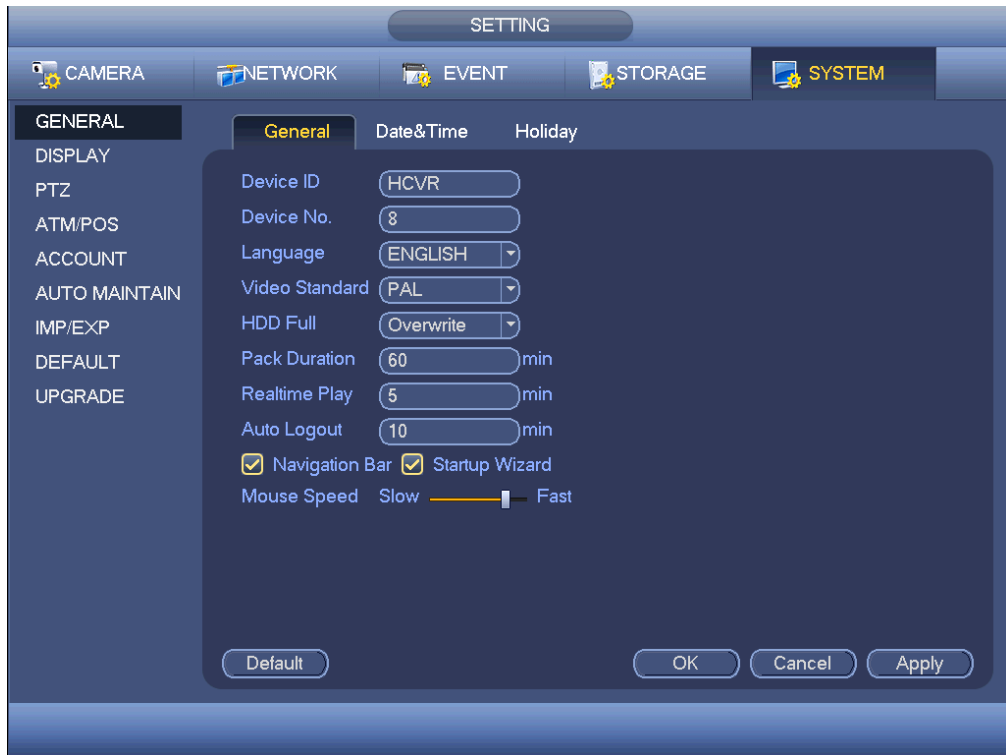 SETTING
CAMERA NETWORK EVENT STORAGE SYSTEM
GENERAL
DISPLAY
PTZ
ATM/POS
ACCOUNT
AUTO MAINTAIN
IMP/EXP
DEFAULT
UPGRADE
General Date&Time Holiday
Device ID HCVR
Device No. 8
Language ENGLISH
Video Standard PAL
HDD Full Overwrite
Pack Duration 60 min
Realtime Play 5 min
Auto Logout 10 min
Navigation Bar Startup Wizard
Mouse Speed Slow Fast
Default OK Cancel Apply